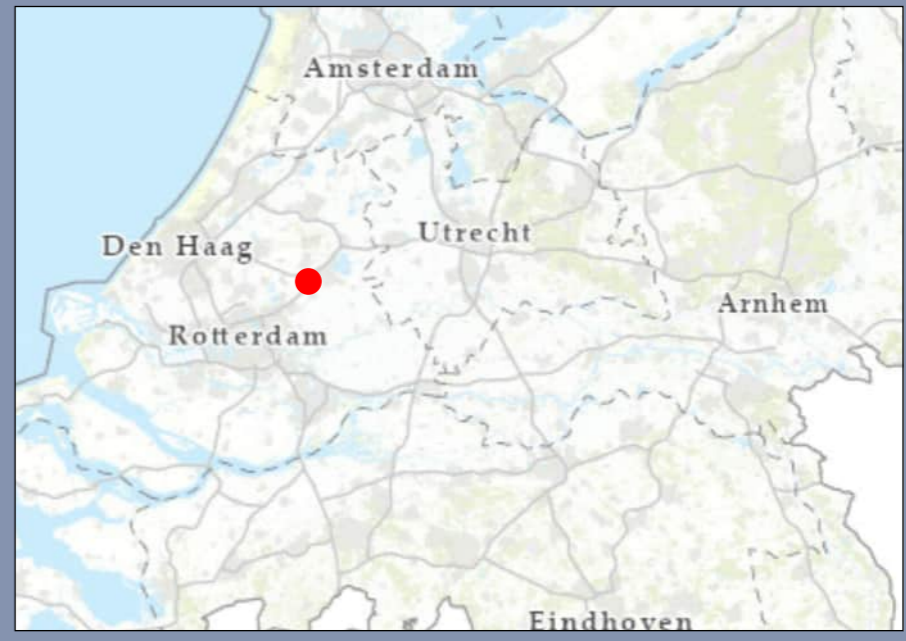 Amsterdam
Den Haag
Utrecht
Arnhem
Rotterdam
Eindhoven